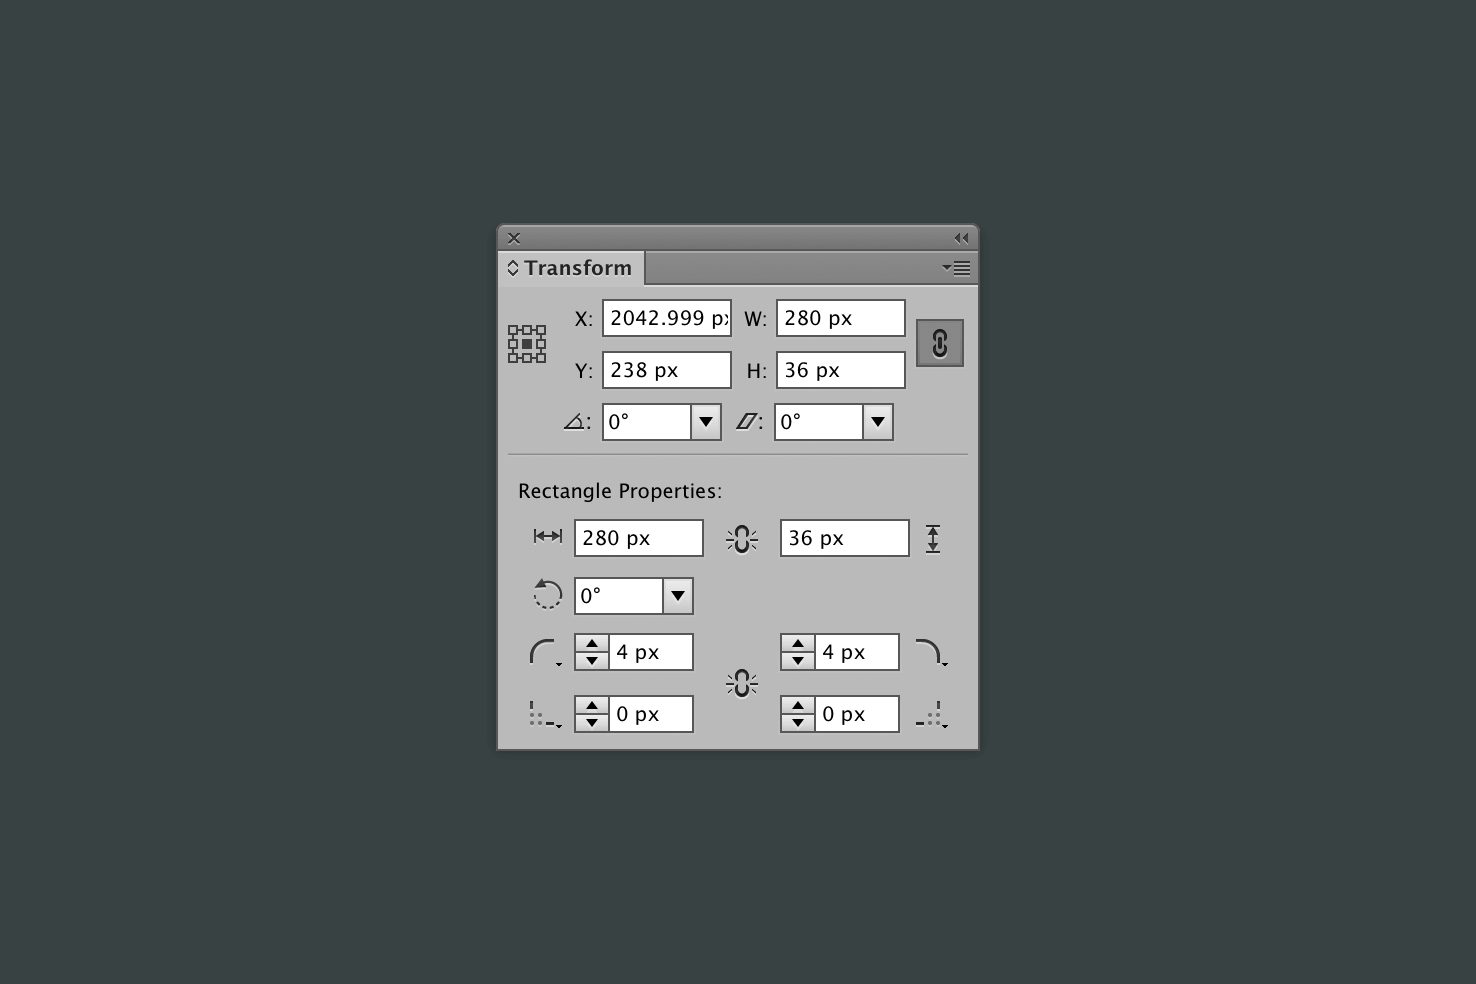 Transform
X: 2042.999 px W: 280 px
Y: 238 px H: 36 px
: 0° : 0°
Rectangle Properties:
280 px 36 px
0°
4 px 4 px
0 px 0 px